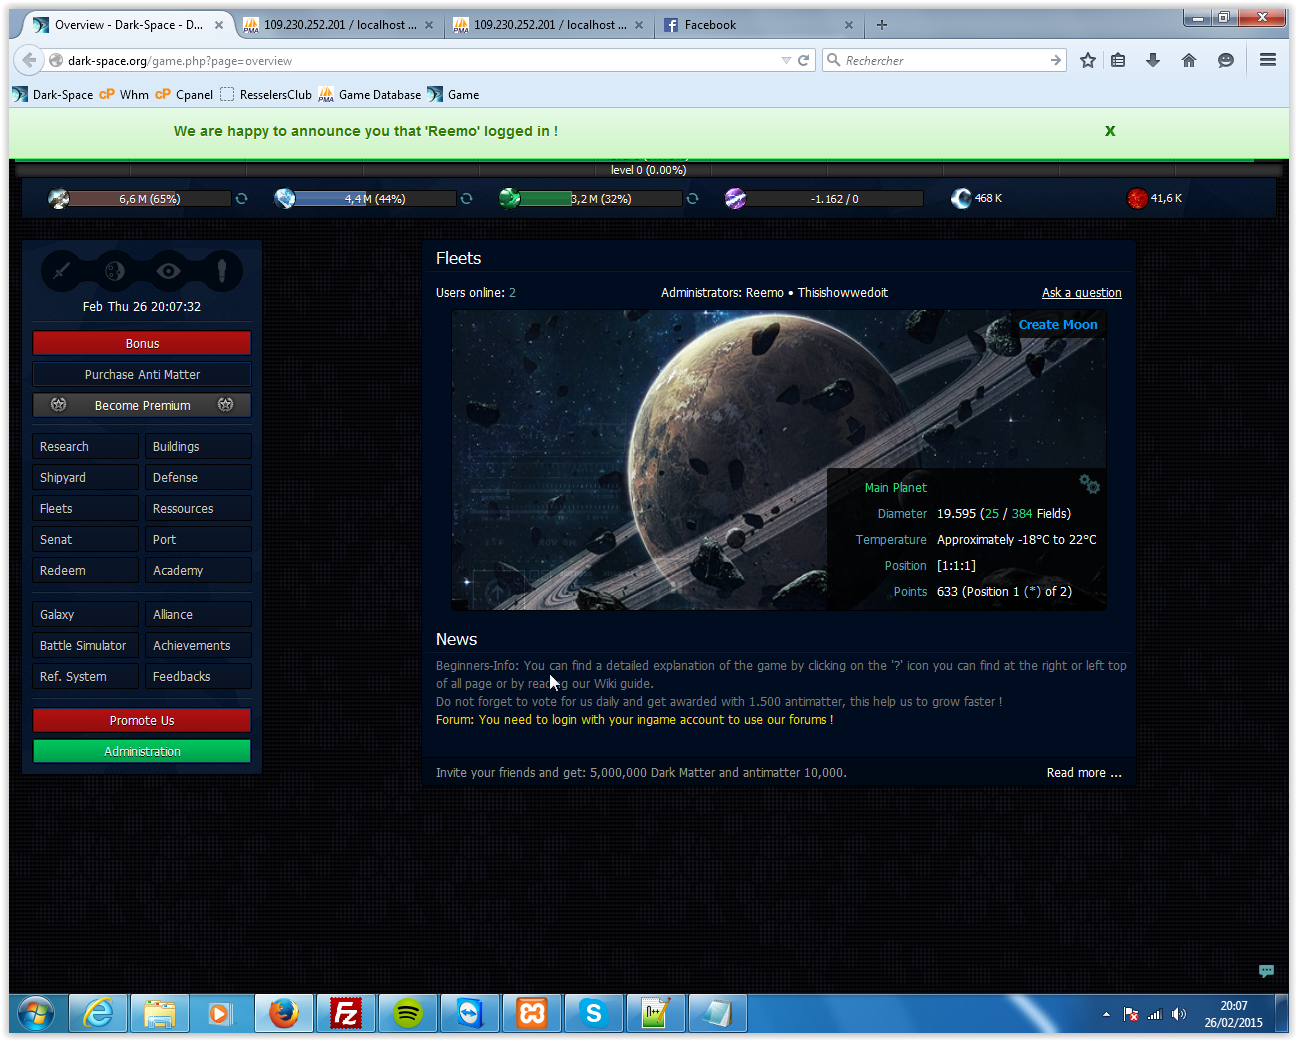 Overview - Dark-Space - D...
109.230.252.201 / localhost ...
109.230.252.201 / localhost ...
Facebook
dark-space.org/game.php?page=overview
Rechercher
Dark-Space
Whm
Cpanel
ResselersClub
Game Database
Game
We are happy to announce you that 'Reemo' logged in !
X
level 0 (0.00%)
6,6 M (65%)
4,4 M (44%)
3,2 M (32%)
-1.162 / 0
468 K
41,6 K
Feb Thu 26 20:07:32
Bonus
Purchase Anti Matter
Become Premium
Research
Buildings
Shipyard
Defense
Fleets
Ressources
Senat
Port
Redeem
Academy
Galaxy
Alliance
Battle Simulator
Achievements
Ref. System
Feedbacks
Promote Us
Administration
Fleets
Users online: 2
Administrators: Reemo • Thisishowwedoit
Ask a question
Create Moon
Main Planet
Diameter 19.595 (25 / 384 Fields)
Temperature Approximately -18°C to 22°C
Position [1:1:1]
Points 633 (Position 1 (*) of 2)
News
Beginners-Info: You can find a detailed explanation of the game by clicking on the '?' icon you can find at the right or left top
of all page or by reading our Wiki guide.
Do not forget to vote for us daily and get awarded with 1.500 antimatter, this help us to grow faster !
Forum: You need to login with your ingame account to use our forums !
Invite your friends and get: 5,000,000 Dark Matter and antimatter 10,000.
Read more ...
20:07
26/02/2015